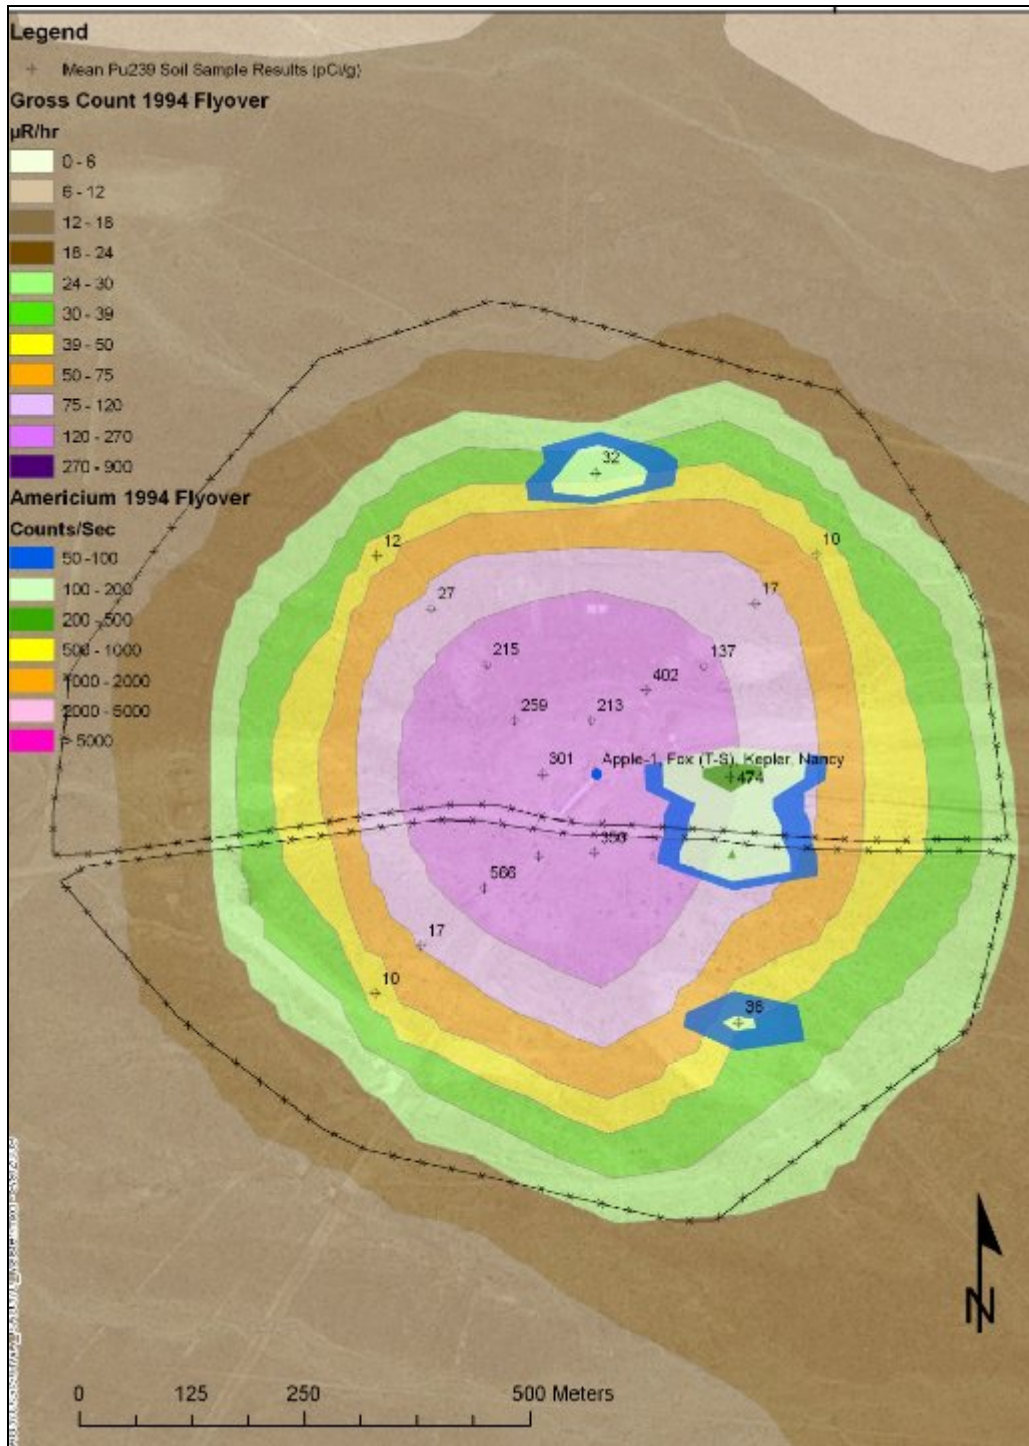 Legend
Mean Pu239 Soil Sample Results (pCi/g)
Gross Count 1994 Flyover
µR/hr
0 - 6
6 - 12
12 - 18
18 - 24
24 - 30
30 - 39
39 - 50
50 - 75
75 - 120
120 - 270
270 - 900
Americium 1994 Flyover
Counts/Sec
50 -100
100 - 200
200 - 500
500 - 1000
1000 - 2000
2000 - 5000
> 5000
32
12
10
27
17
215
137
402
259
213
301
Apple-1, Fox (T-S), Kepler, Nancy
474
566
17
10
N
0 125 250 500 Meters